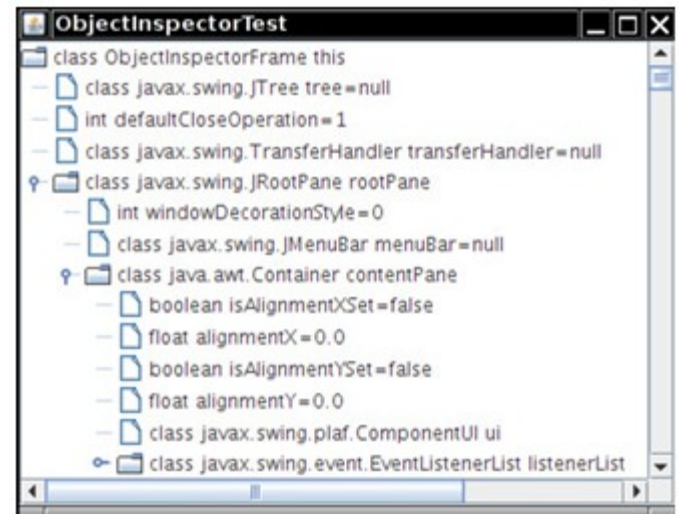 ObjectInspectorTest
class ObjectInspectorFrame this
class javax.swing.JTree tree=null
int defaultCloseOperation=1
class javax.swing.TransferHandler transferHandler=null
class javax.swing.JRootPane rootPane
int windowDecorationStyle=0
class javax.swing.JMenuBar menuBar=null
class java.awt.Container contentPane
boolean isAlignmentXSet=false
float alignmentX=0.0
boolean isAlignmentYSet=false
float alignmentY=0.0
class javax.swing.plaf.ComponentUI ui
class javax.swing.event.EventListenerList listenerList